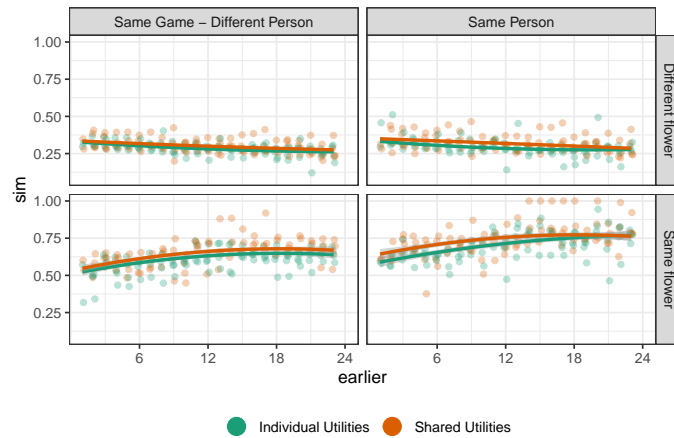 Same Game − Different Person
Same Person
1.00
0.75
0.50
0.25
Different flower
1.00
0.75
0.50
0.25
Same flower
sim
6
12
18
24
6
12
18
24
earlier
Individual Utilities
Shared Utilities